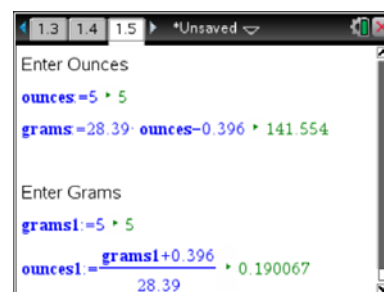 1.3 1.4 1.5 *Unsaved
Enter Ounces
ounces:=5 ▸ 5
grams:=28.39· ounces−0.396 ▸ 141.554
Enter Grams
grams1:=5 ▸ 5
ounces1:=(grams1+0.396)/28.39 ▸ 0.190067